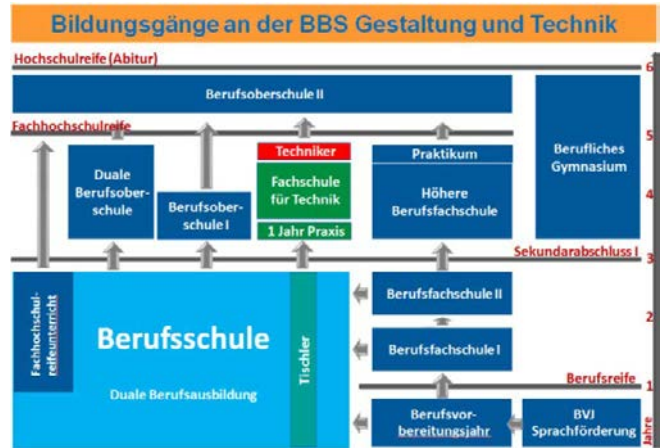 Bildungsgänge an der BBS Gestaltung und Technik
Hochschulreife (Abitur)
6
Berufsoberschule II
Fachhochschulreife
5
Techniker
Praktikum
Berufliches
Gymnasium
Duale
Berufsober-
schule
Berufsober-
schule I
Fachschule
für Technik
Höhere
Berufsfachschule
4
1 Jahr Praxis
Sekundarabschluss I
3
Fachhochschul-
reifeunterricht
Berufsschule
Duale Berufsausbildung
Tischler
Berufsfachschule II
2
Berufsfachschule I
Berufsreife
1
Berufsvor-
bereitungsjahr
BVJ
Sprachförderung
Jahre